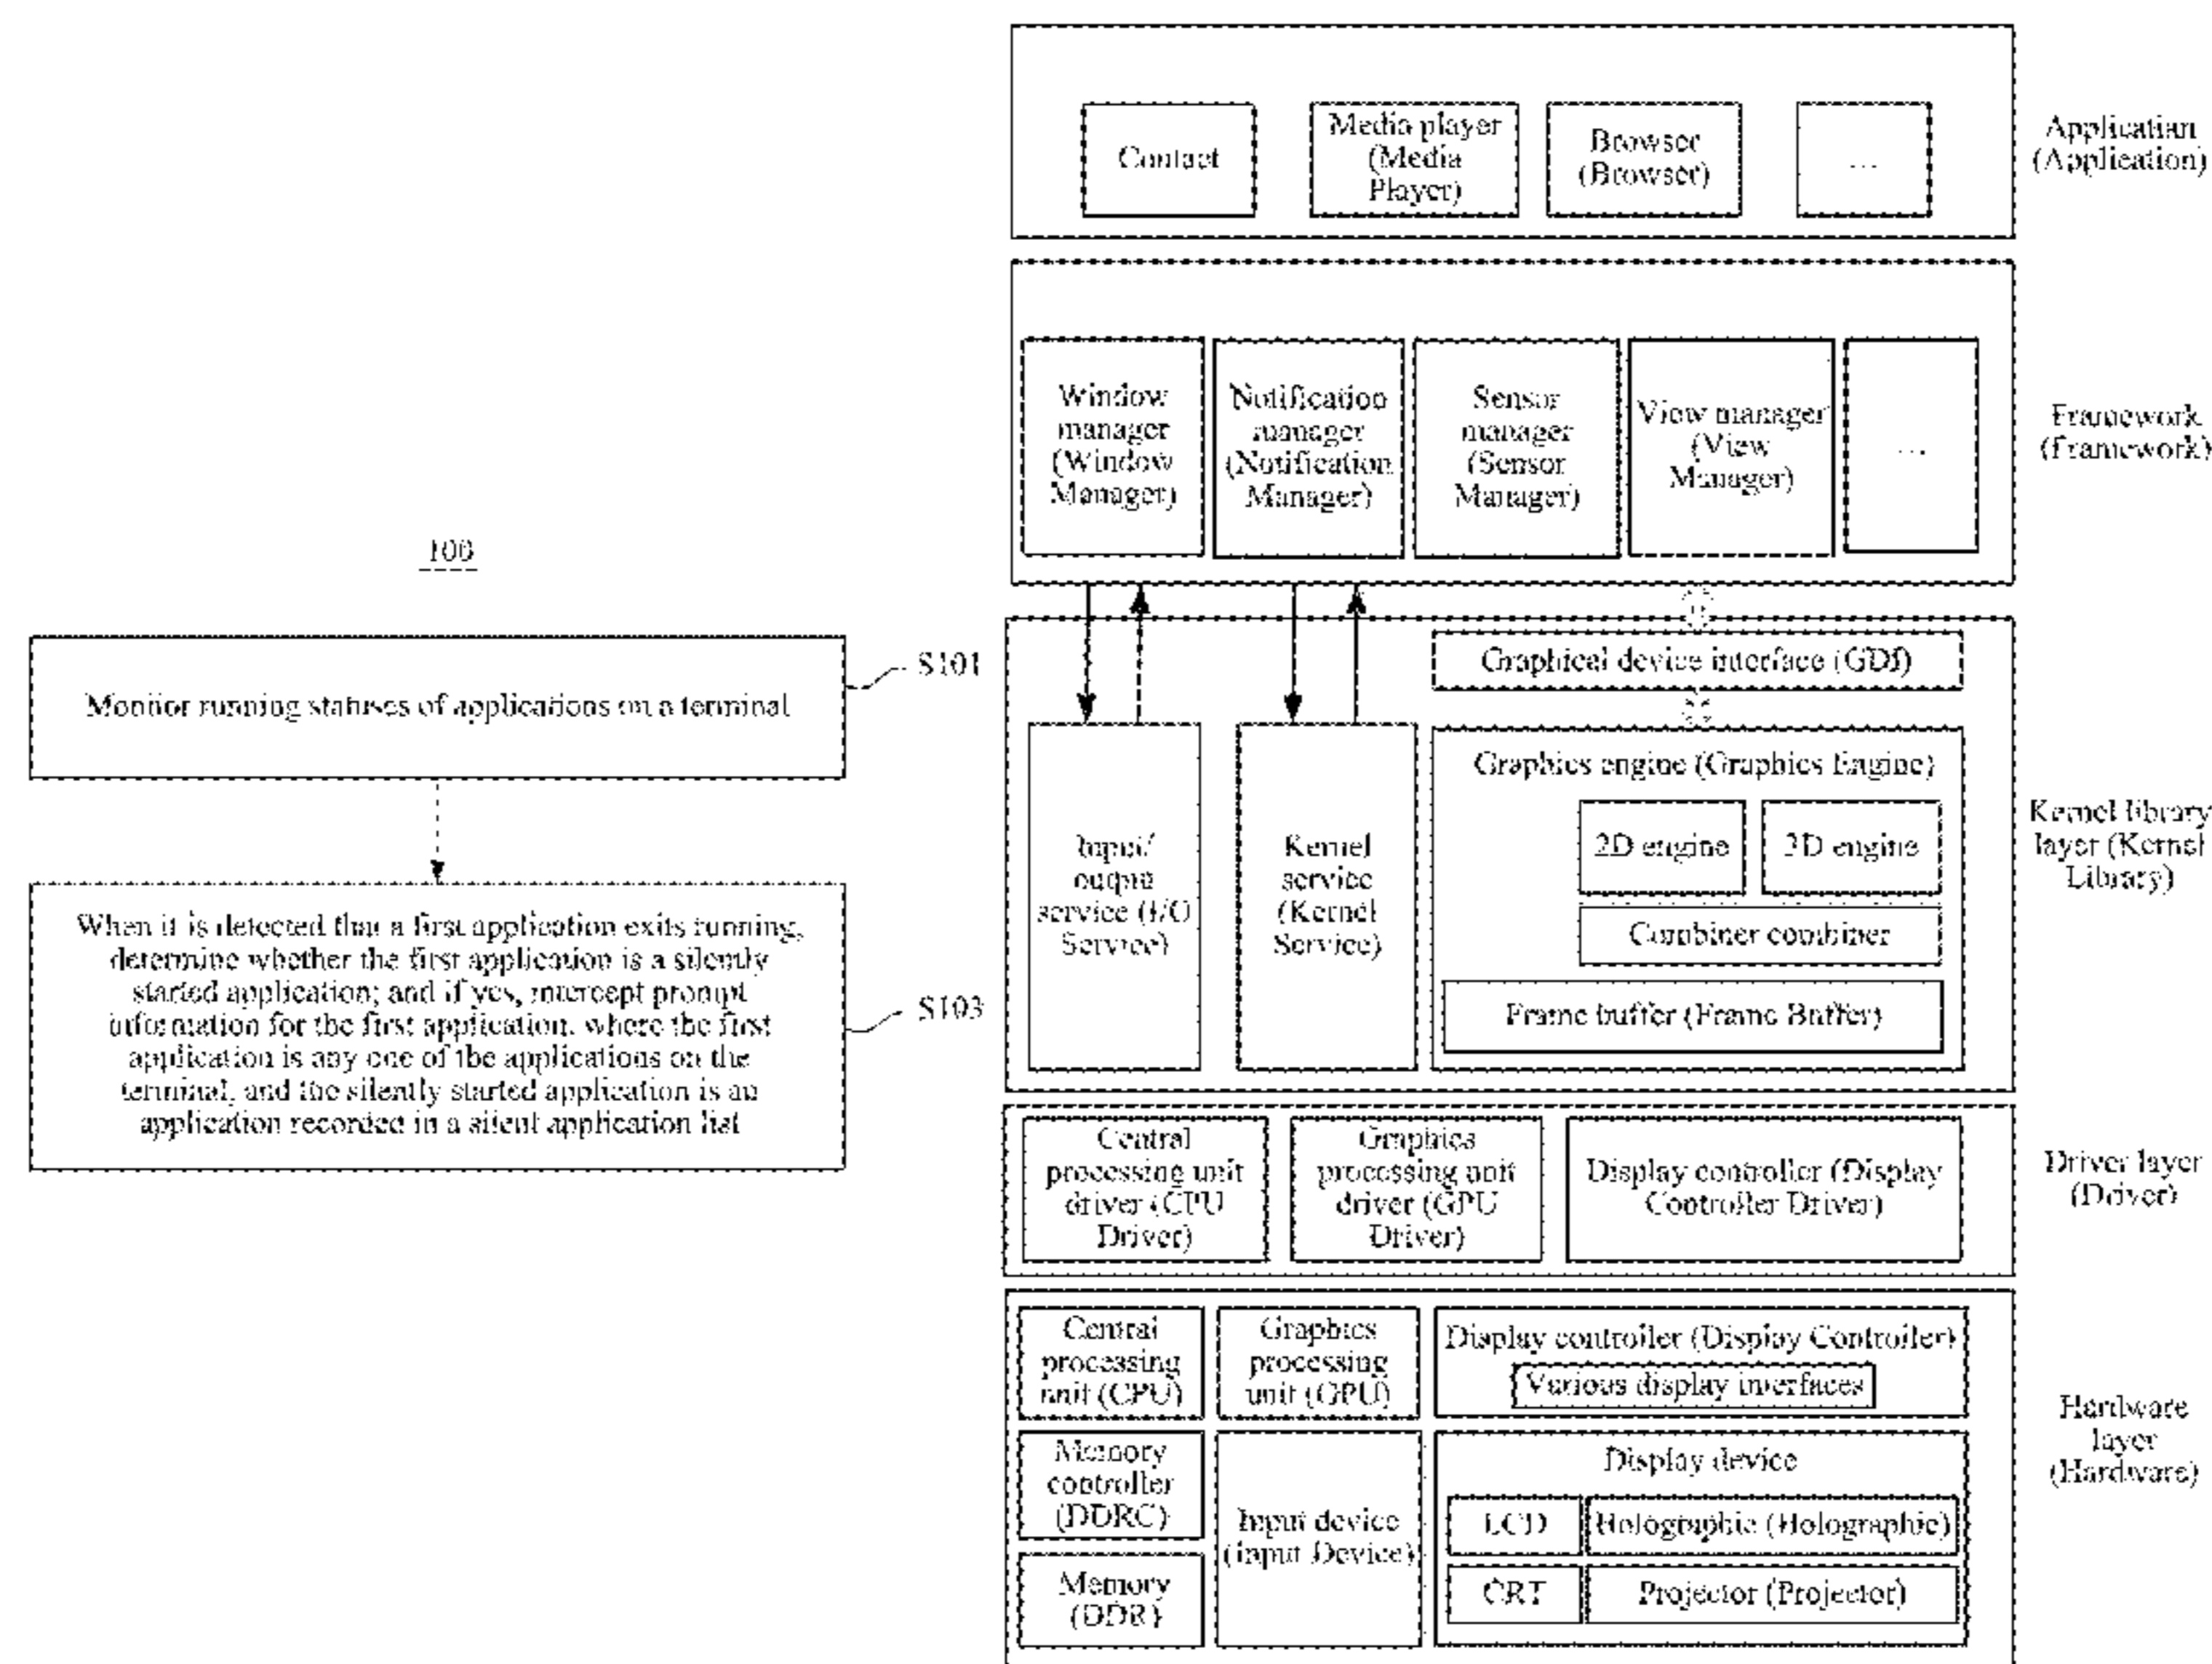 100
Monitor running statuses of applications on a terminal
S101
When it is detected that a first application exits running,
determine whether the first application is a silently
started application; and if yes, intercept prompt
information for the first application, where the first
application is any one of the applications on the
terminal, and the silently started application is an
application recorded in a silent application list
S103
Contact
Media player
(Media
Player)
Browser
(Browser)
...
Application
(Application)
Window
manager
(Window
Manager)
Notification
manager
(Notification
Manager)
Sensor
manager
(Sensor
Manager)
View manager
(View
Manager)
...
Framework
(Framework)
Graphical device interface (GDI)
Input/
output
service (I/O
Service)
Kernel
service
(Kernel
Service)
Graphics engine (Graphics Engine)
2D engine
3D engine
Combiner combiner
Frame buffer (Frame Buffer)
Kernel library
layer (Kernel
Library)
Central
processing unit
driver (CPU
Driver)
Graphics
processing unit
driver (GPU
Driver)
Display controller (Display
Controller Driver)
Driver layer
(Driver)
Central
processing
unit (CPU)
Graphics
processing
unit (GPU)
Display controller (Display Controller)
Various display interfaces
Memory
controller
(DDRC)
Memory
(DDR)
Input device
(Input Device)
Display device
LCD
Holographic (Holographic)
CRT
Projector (Projector)
Hardware
layer
(Hardware)